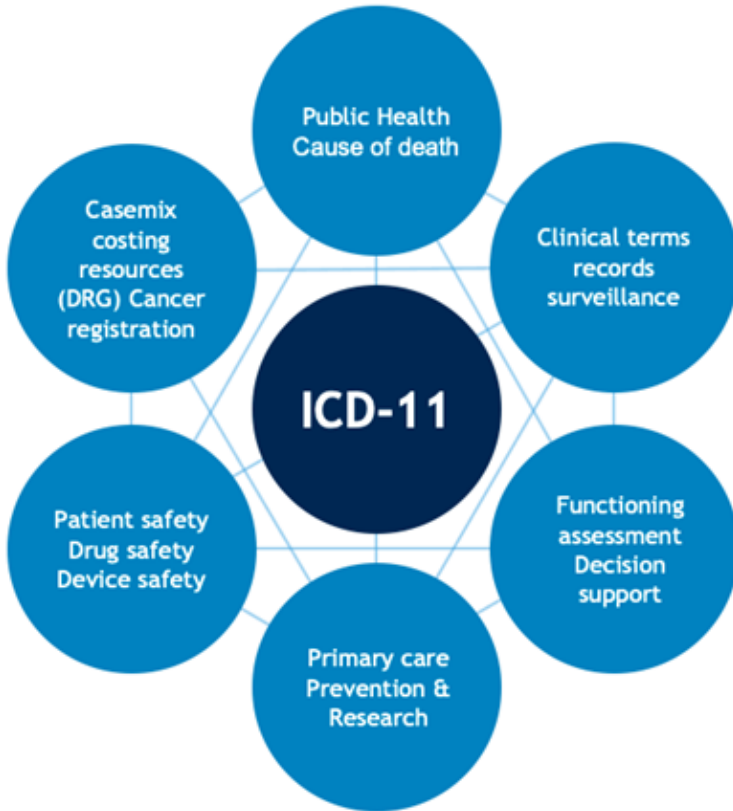 Public Health
Cause of death
Casemix
costing
resources
(DRG) Cancer
registration
Clinical terms
records
surveillance
ICD-11
Patient safety
Drug safety
Device safety
Functioning
assessment
Decision
support
Primary care
Prevention &
Research